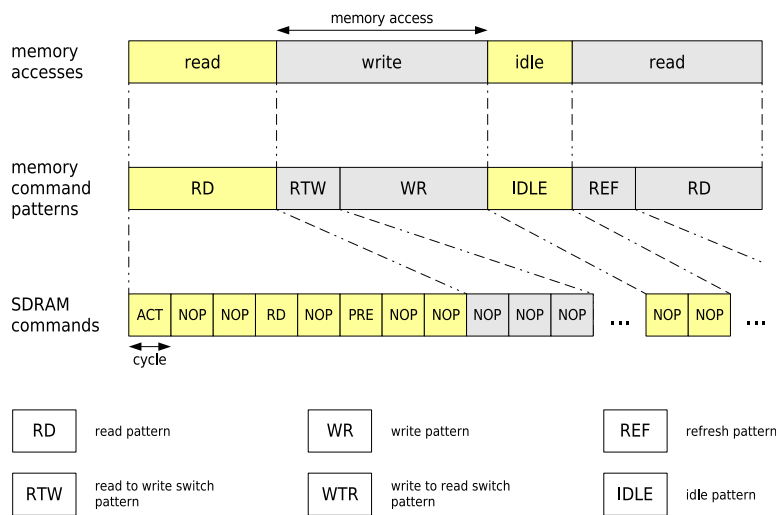 memory access
memory
accesses
read write idle read
memory
command
patterns
RD RTW WR IDLE REF RD
SDRAM
commands
ACT NOP NOP RD NOP PRE NOP NOP NOP NOP NOP ... NOP NOP ...
cycle
RD read pattern WR write pattern REF refresh pattern
RTW read to write switch
pattern
WTR write to read switch
pattern
IDLE idle pattern